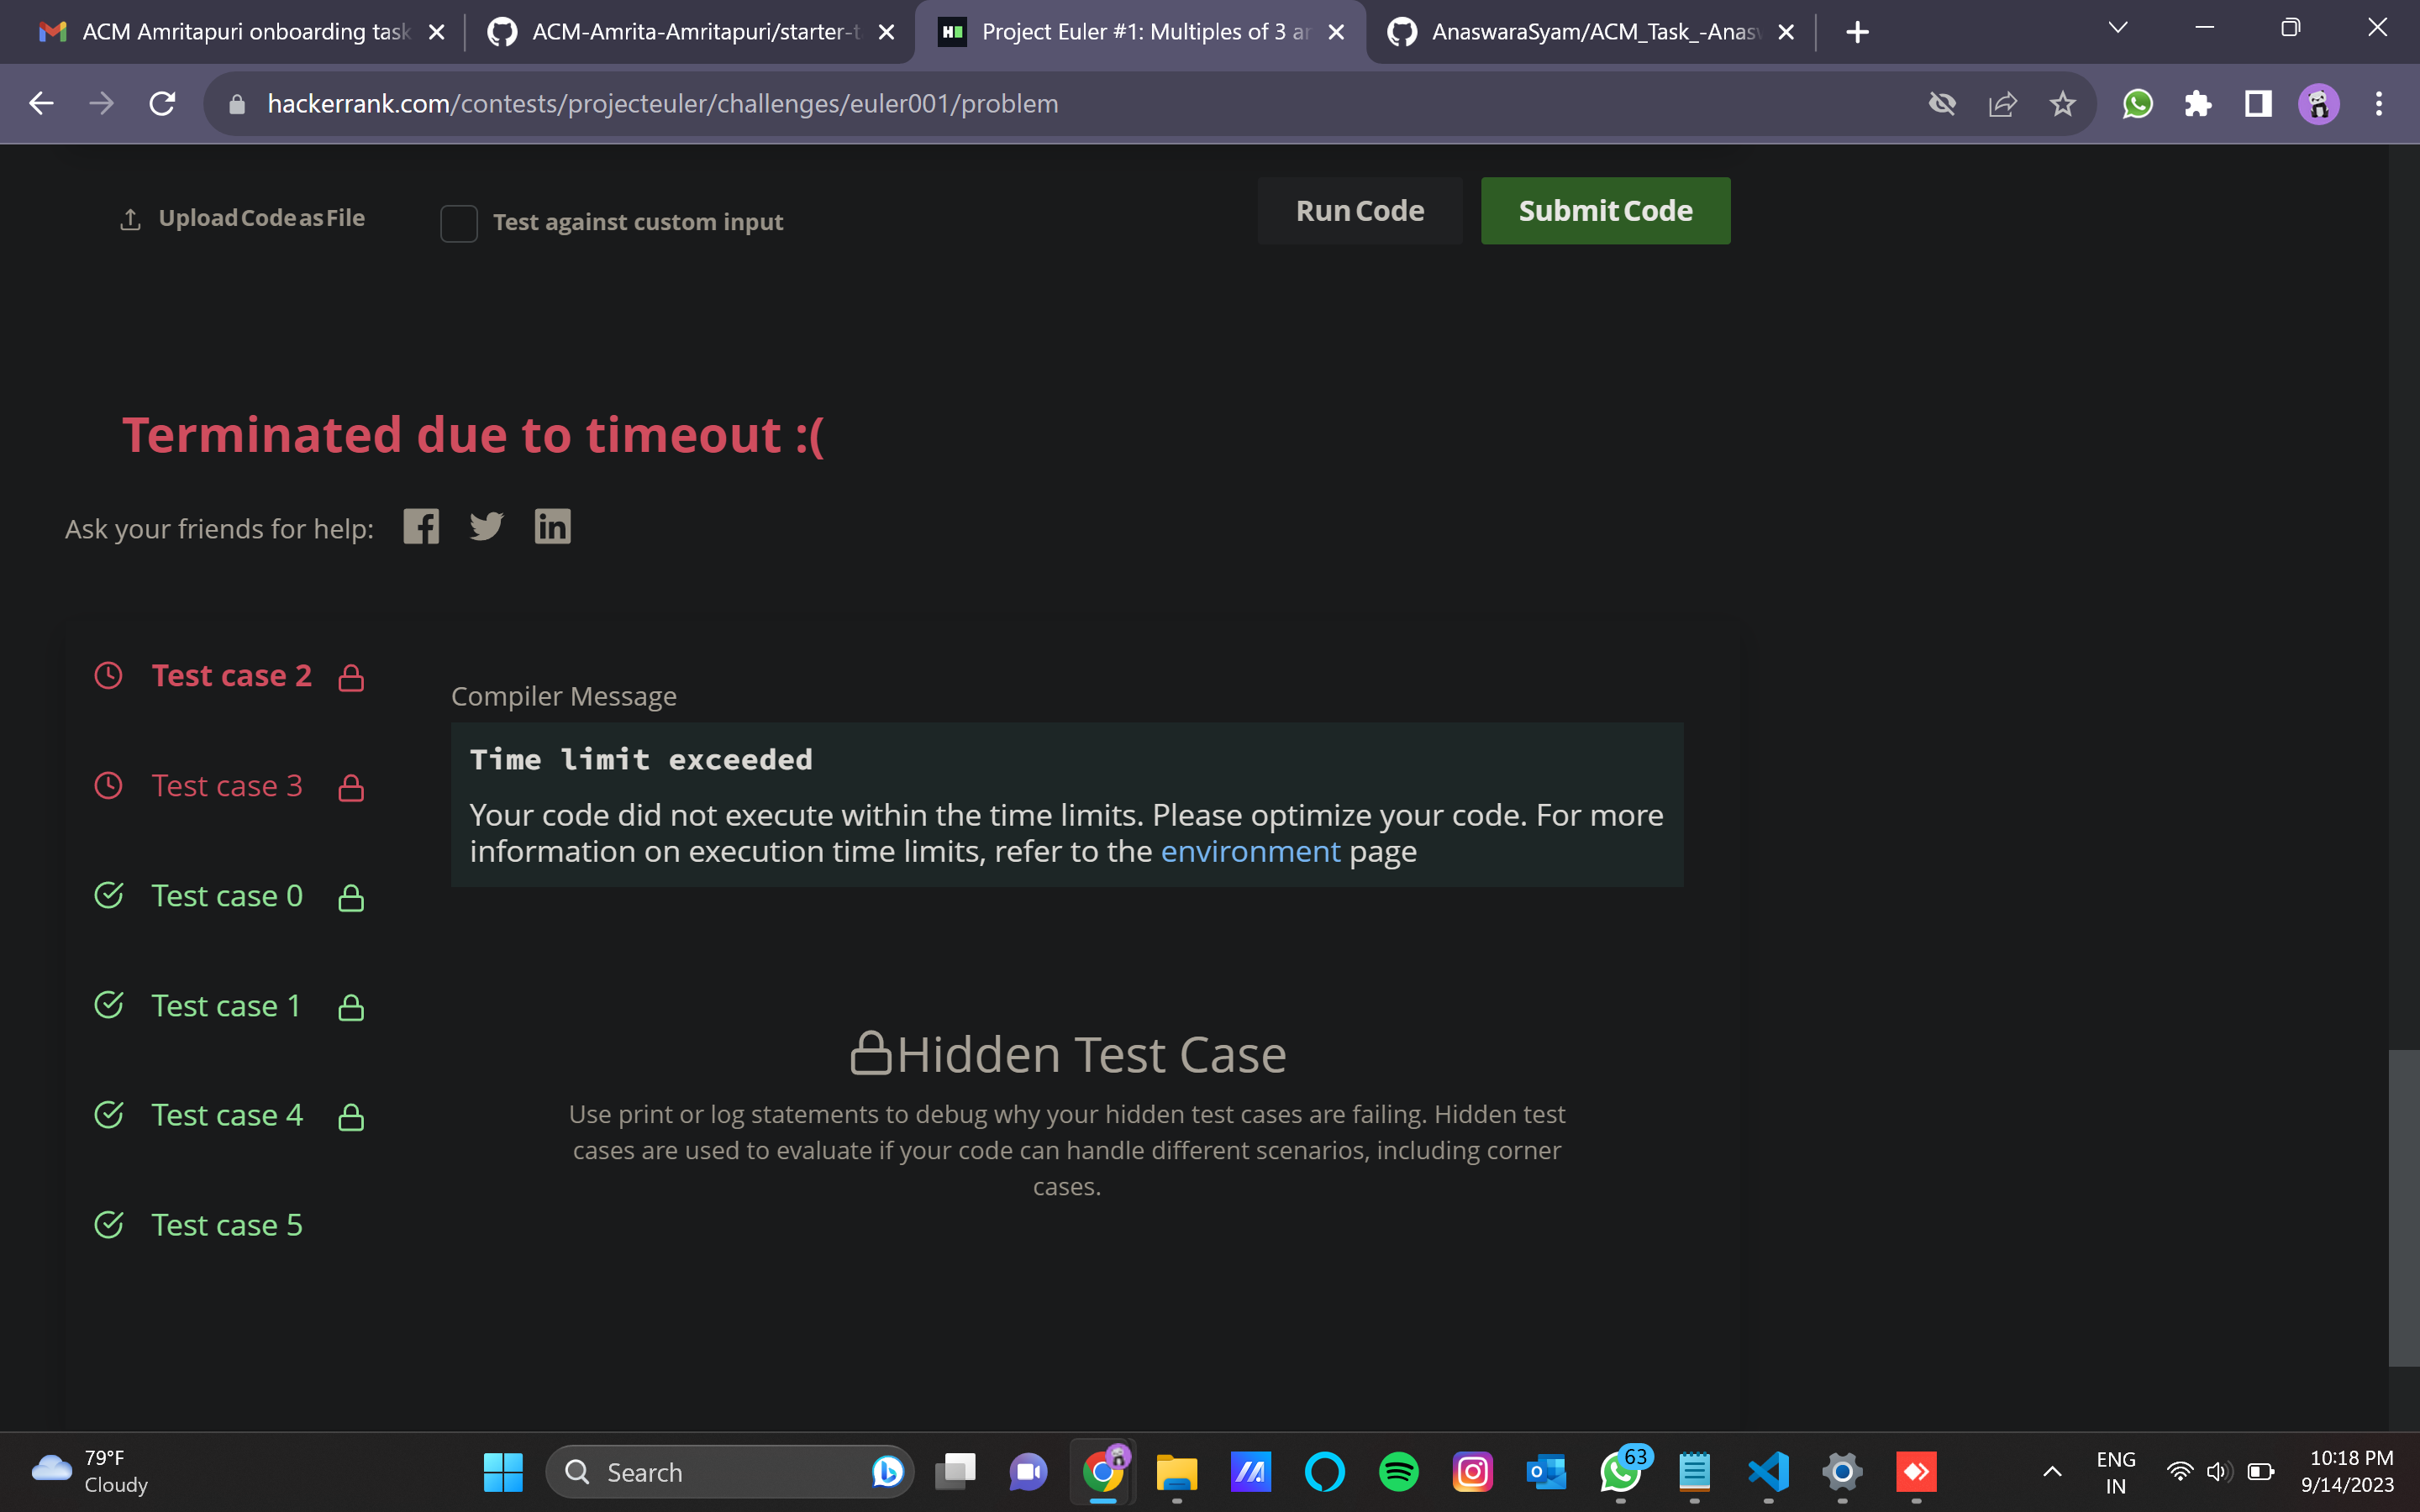 ACM Amritapuri onboarding task
ACM-Amrita-Amritapuri/starter-t
Project Euler #1: Multiples of 3 ar
AnaswaraSyam/ACM_Task_-Anasw
hackerrank.com/contests/projecteuler/challenges/euler001/problem
Upload Code as File
Test against custom input
Run Code
Submit Code
Terminated due to timeout :(
Ask your friends for help:
Test case 2
Test case 3
Test case 0
Test case 1
Test case 4
Test case 5
Compiler Message
Time limit exceeded
Your code did not execute within the time limits. Please optimize your code. For more
information on execution time limits, refer to the environment page
Hidden Test Case
Use print or log statements to debug why your hidden test cases are failing. Hidden test
cases are used to evaluate if your code can handle different scenarios, including corner
cases.
79°F
Cloudy
Search
63
ENG
IN
10:18 PM
9/14/2023